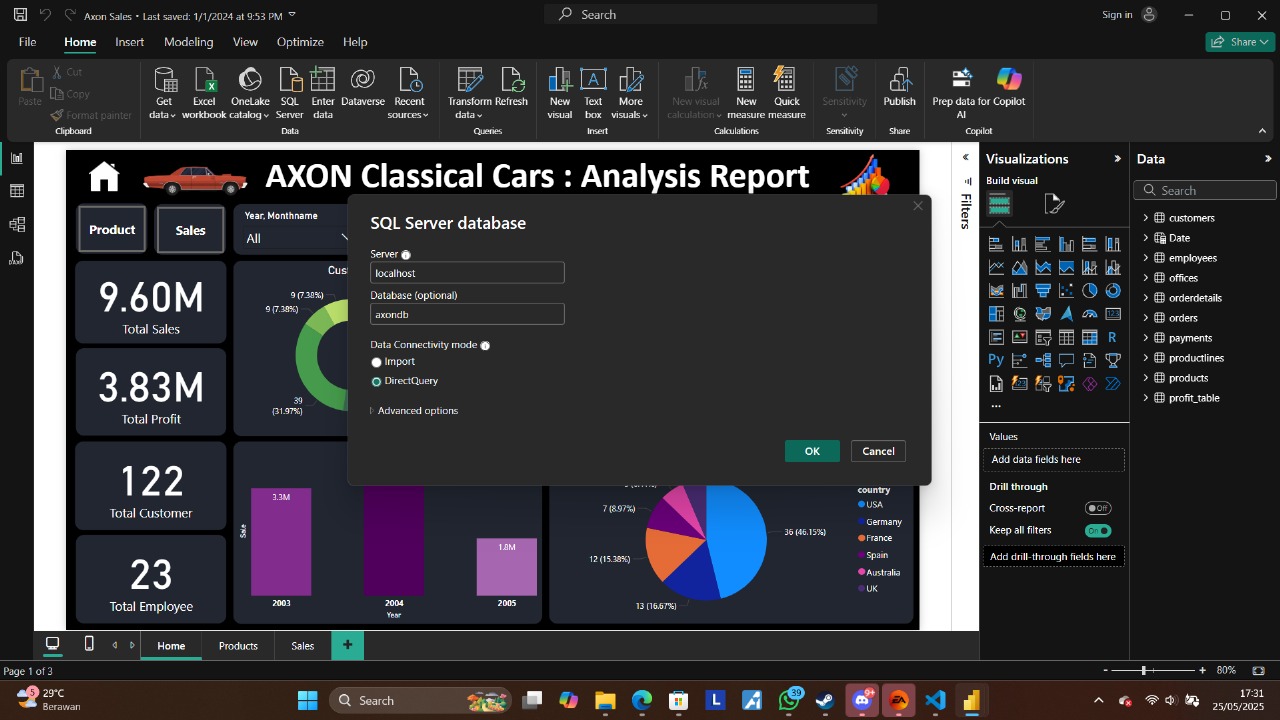 Axon Sales • Last saved: 1/1/2024 at 9:53 PM
Search
Sign in
File Home Insert Modeling View Optimize Help
Share
Paste
Cut
Copy
Format painter
Clipboard
Get data
Excel workbook
OneLake catalog
SQL Server
Enter data
Dataverse
Recent sources
Data
Transform data
Refresh
Queries
New visual
Text box
More visuals
Insert
New visual calculation
New measure
Quick measure
Calculations
Sensitivity
Sensitivity
Publish
Share
Prep data for AI
Copilot
Copilot
AXON Classical Cars : Analysis Report
Product
Sales
Year, Monthname
All
9.60M
Total Sales
3.83M
Total Profit
122
Total Customer
23
Total Employee
9 (7.38%)
9 (7.38%)
39
(31.97%)
SQL Server database
Server
localhost
Database (optional)
axondb
Data Connectivity mode
Import
DirectQuery
Advanced options
OK
Cancel
Sale
3.3M
1.8M
2003
2004
2005
Year
7 (8.97%)
12 (15.38%)
13 (16.67%)
36 (46.15%)
country
USA
Germany
France
Spain
Australia
UK
Filters
Visualizations
Build visual
R
Py
123
Values
Add data fields here
Drill through
Cross-report
Off
Keep all filters
On
Add drill-through fields here
Data
Search
customers
Date
employees
offices
orderdetails
orders
payments
productlines
products
profit_table
Home
Products
Sales
+
Page 1 of 3
80%
5
29°C
Berawan
Search
L
39
9+
17:31
25/05/2025